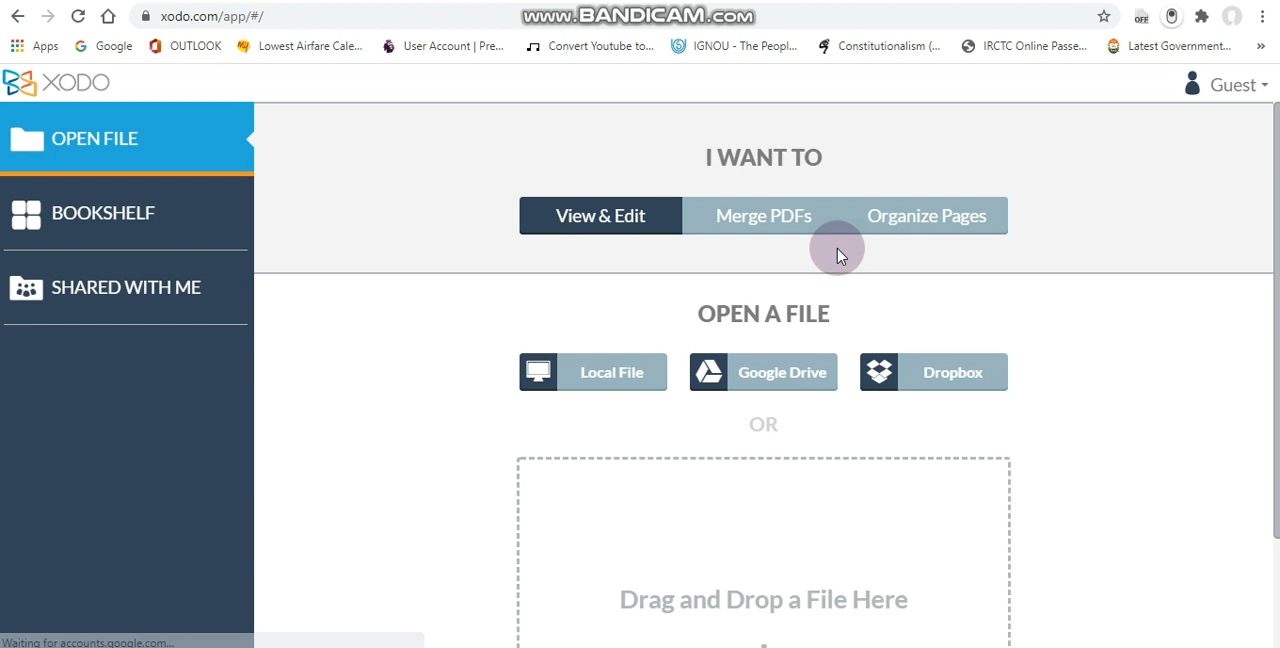 xodo.com/app/#/
www.BANDICAM.com
OFF
Apps Google OUTLOOK Lowest Airfare Cale... User Account | Pre... Convert Youtube to... IGNOU - The Peopl... Constitutionalism (... IRCTC Online Passe... Latest Government... »
XODO
Guest
OPEN FILE
BOOKSHELF
SHARED WITH ME
I WANT TO
View & Edit Merge PDFs Organize Pages
OPEN A FILE
Local File Google Drive Dropbox
OR
Drag and Drop a File Here
Waiting for accounts.google.com...